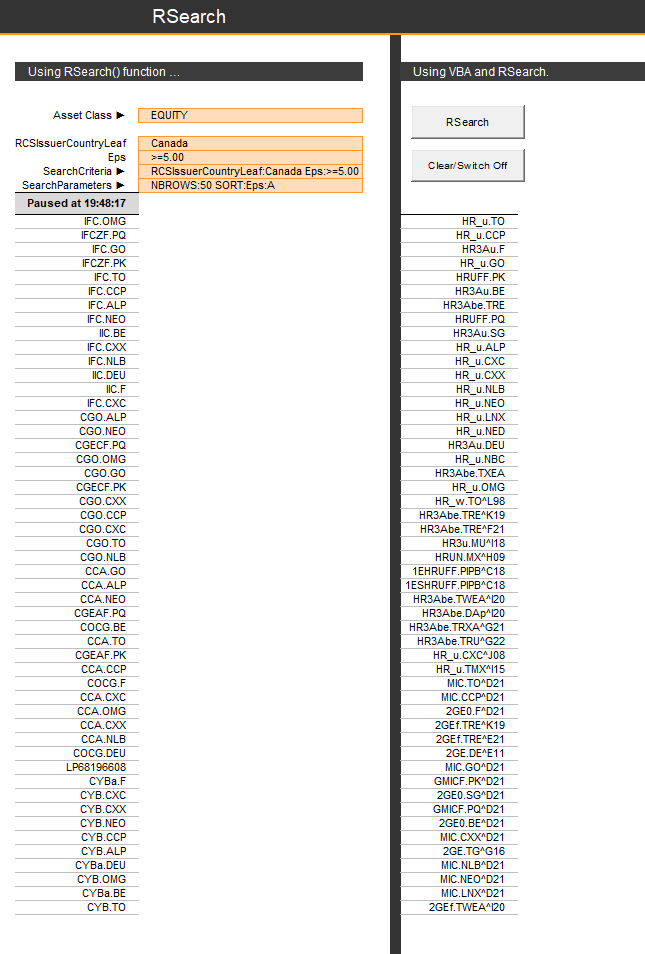 RSearch
Using RSearch() function ...
Asset Class ► EQUITY
RCSIssuerCountryLeaf Canada
Eps >=5.00
SearchCriteria ► RCSIssuerCountryLeaf:Canada Eps:>=5.00
SearchParameters ► NBROWS:50 SORT:Eps:A
Paused at 19:48:17
IFC.OMG
IFCZF.PQ
IFC.GO
IFCZF.PK
IFC.TO
IFC.CCP
IFC.ALP
IFC.NEO
IIC.BE
IFC.CXX
IFC.NLB
IIC.DEU
IIC.F
IFC.CXC
CGO.ALP
CGO.NEO
CGECF.PQ
CGO.OMG
CGO.GO
CGECF.PK
CGO.CXX
CGO.CCP
CGO.CXC
CGO.TO
CGO.NLB
CCA.GO
CCA.ALP
CCA.NEO
CGEAF.PQ
COCG.BE
CCA.TO
CGEAF.PK
CCA.CCP
COCG.F
CCA.CXC
CCA.OMG
CCA.CXX
CCA.NLB
COCG.DEU
LP68196608
CYBa.F
CYB.CXC
CYB.CXX
CYB.NEO
CYB.CCP
CYB.ALP
CYBa.DEU
CYB.OMG
CYBa.BE
CYB.TO
Using VBA and RSearch.
RSearch
Clear/Switch Off
HR_u.TO
HR_u.CCP
HR3Au.F
HR_u.GO
HRUFF.PK
HR3Au.BE
HR3Abe.TRE
HRUFF.PQ
HR3Au.SG
HR_u.ALP
HR_u.CXC
HR_u.CXX
HR_u.NLB
HR_u.NEO
HR_u.LNX
HR_u.NED
HR3Au.DEU
HR_u.NBC
HR3Abe.TXEA
HR_u.OMG
HR_w.TO^L98
HR3Abe.TRE^K19
HR3Abe.TRE^F21
HR3u.MU^I18
HRUN.MX^H09
1EHRUFF.PIPB^C18
1ESHRUFF.PIPB^C18
HR3Abe.TWEA^I20
HR3Abe.DAp^I20
HR3Abe.TRXA^G21
HR3Abe.TRU^G22
HR_u.CXC^J08
HR_u.TMX^I15
MIC.TO^D21
MIC.CCP^D21
2GE0.F^D21
2GEf.TRE^K19
2GEf.TRE^E21
2GE.DE^E11
MIC.GO^D21
GMICF.PK^D21
2GE0.SG^D21
GMICF.PQ^D21
2GE0.BE^D21
MIC.CXX^D21
2GE.TG^G16
MIC.NLB^D21
MIC.NEO^D21
MIC.LNX^D21
2GEf.TWEA^I20